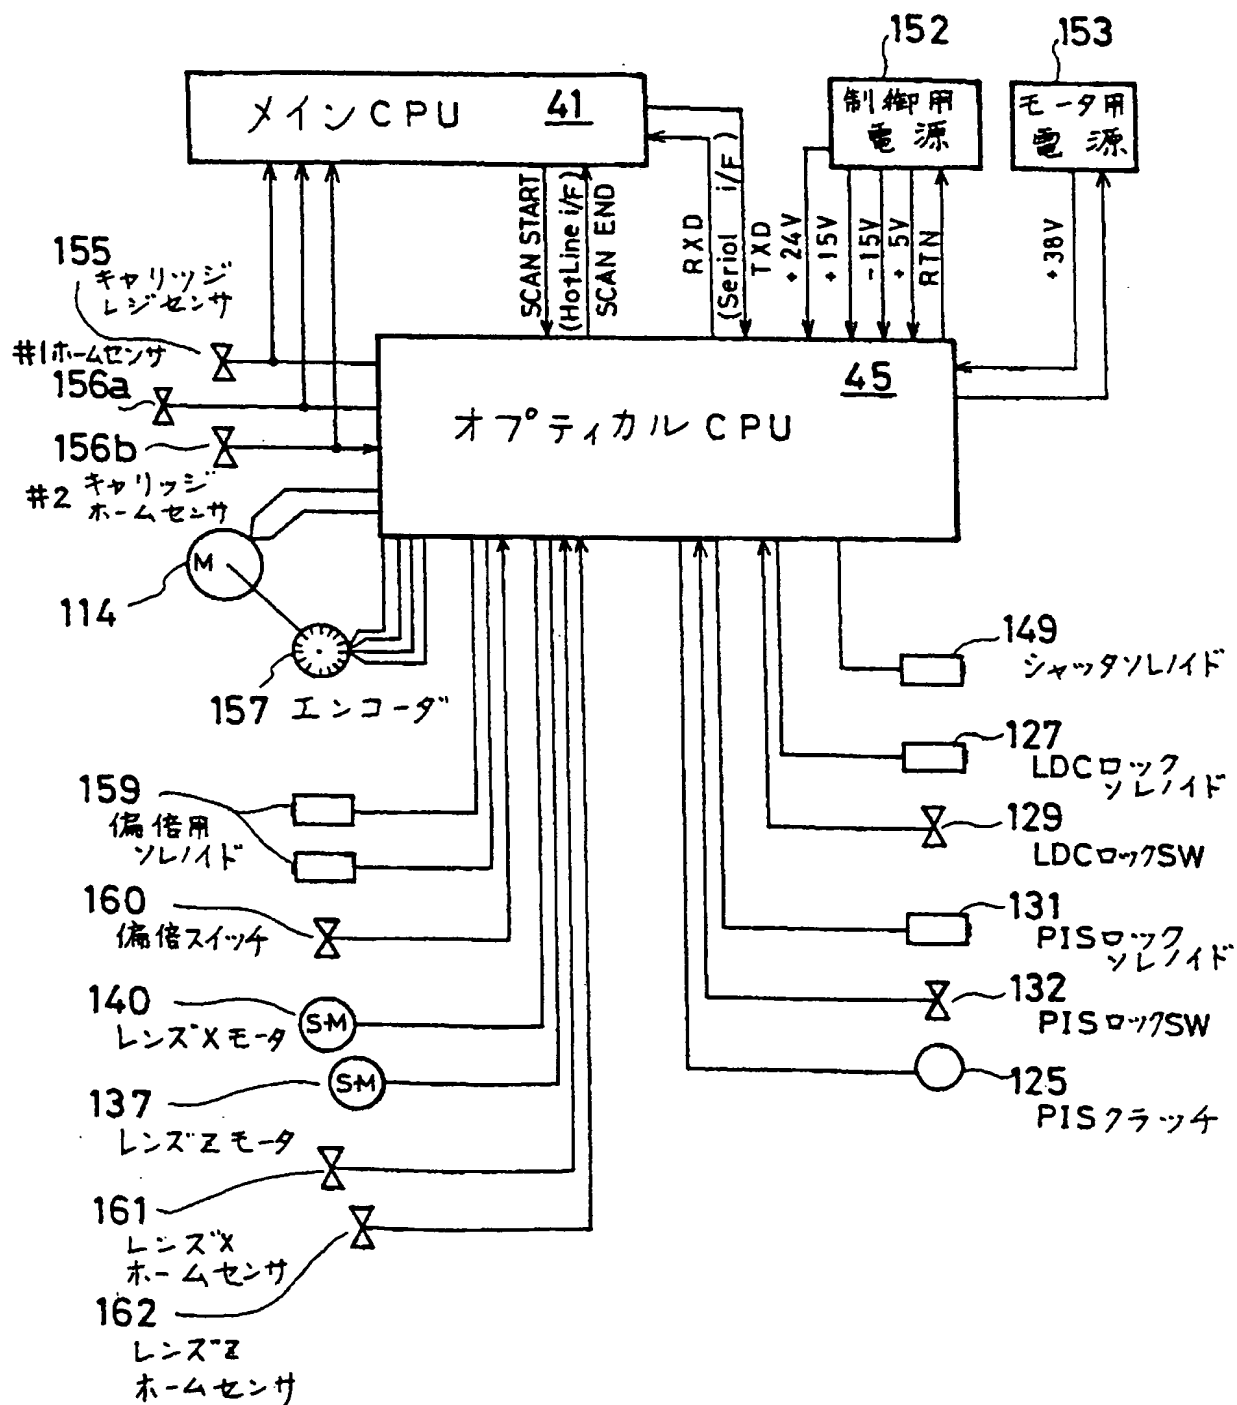 152
153
メインCPU 41
制御用
電源
モータ用
電源
SCAN START
(HotLine i/F)
SCAN END
RXD
(Seriol i/F)
TXD
+24V
+15V
-15V
+5V
RTN
+38V
155
キャリッジ
レジセンサ
#1ホームセンサ
156a
156b
#2 キャリッジ
ホームセンサ
45
オプティカルCPU
M
114
157 エンコーダ
149
シャッタソレノイド
127
LDCロック
ソレノイド
159
偏倍用
ソレノイド
129
LDCロックSW
160
偏倍スイッチ
131
PISロック
ソレノイド
140
レンズXモータ
S-M
132
PISロックSW
S-M
137
レンズZモータ
125
PISクラッチ
161
レンズX
ホームセンサ
162
レンズZ
ホームセンサ